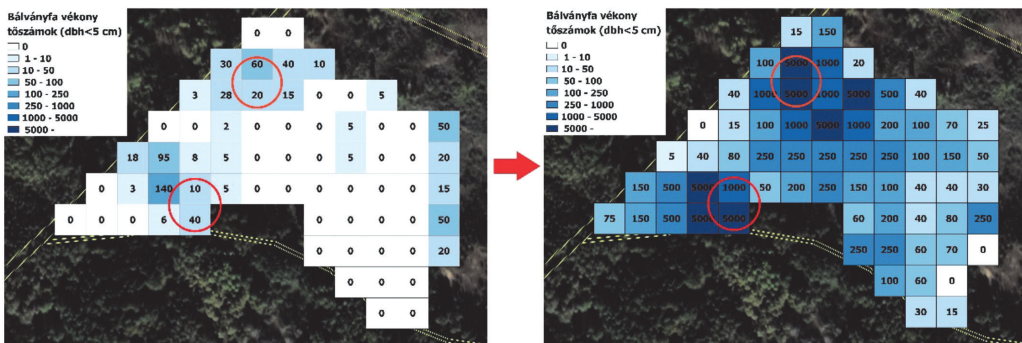 Bálványfa vékony
tőszámok (dbh<5 cm)
0
1 - 10
10 - 50
50 - 100
100 - 250
250 - 1000
1000 - 5000
5000 -
0 0
30 60 40 10
3 28 20 15 0 0 5
0 0 2 0 0 0 5 0 0 50
18 95 8 5 0 0 0 5 0 0 20
0 3 140 10 5 0 0 0 0 0 0 15
0 0 0 6 40 0 0 0 0 50
0 0 0 0 20
0 0 0
0 0
Bálványfa vékony
tőszámok (dbh<5 cm)
0
1 - 10
10 - 50
50 - 100
100 - 250
250 - 1000
1000 - 5000
5000 -
15 150
100 5000 1000 20
40 1000 5000 1000 5000 500 40
0 15 100 1000 5000 1000 200 100 70 25
5 40 80 250 250 250 250 250 100 150 50
150 500 5000 1000 50 200 250 150 100 40 40 30
75 150 500 5000 5000 60 200 40 80 250
250 250 60 70 0
100 60 0
30 15